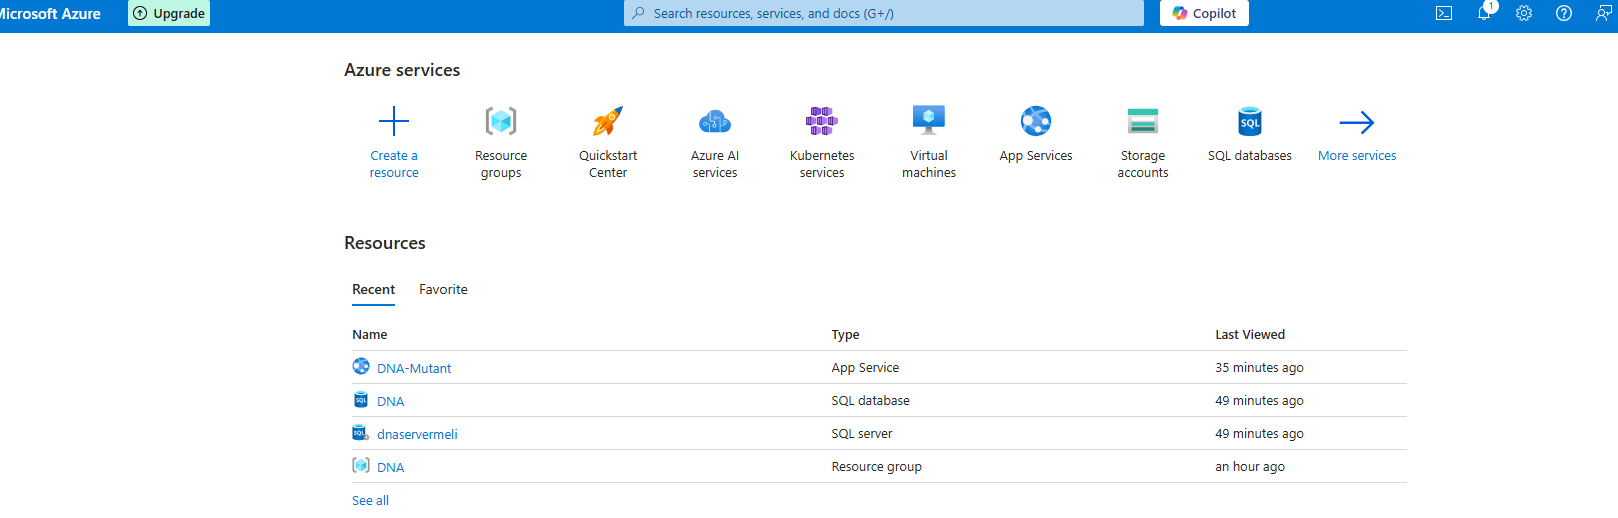 Microsoft Azure
Upgrade
Search resources, services, and docs (G+/)
Copilot
1
Azure services
Create a resource
Resource groups
Quickstart Center
Azure AI services
Kubernetes services
Virtual machines
App Services
Storage accounts
SQL databases
More services
Resources
Recent Favorite
Name Type Last Viewed
DNA-Mutant App Service 35 minutes ago
DNA SQL database 49 minutes ago
dnaservermeli SQL server 49 minutes ago
DNA Resource group an hour ago
See all